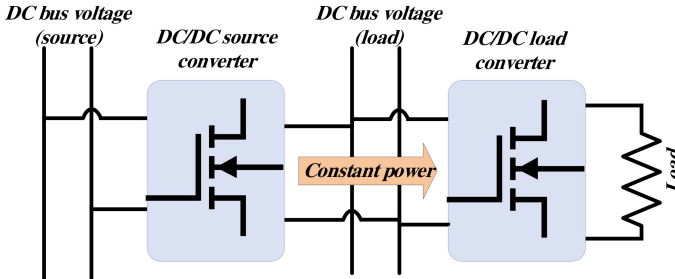 DC bus voltage
(source)
DC/DC source
converter
DC bus voltage
(load)
DC/DC load
converter
Constant power
Load